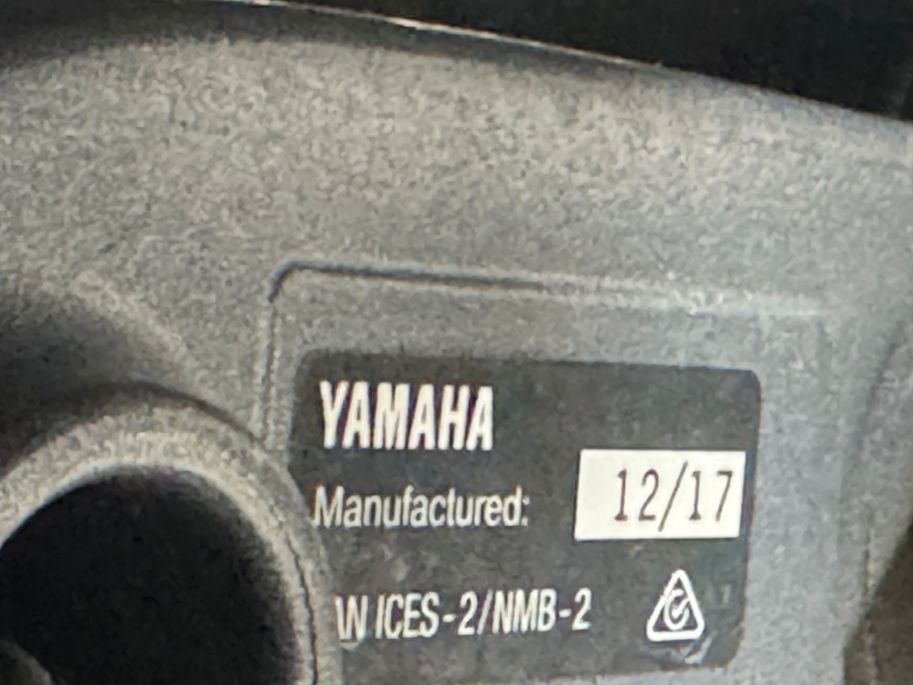 YAMAHA
Manufactured: 12/17
W ICES-2/NMB-2